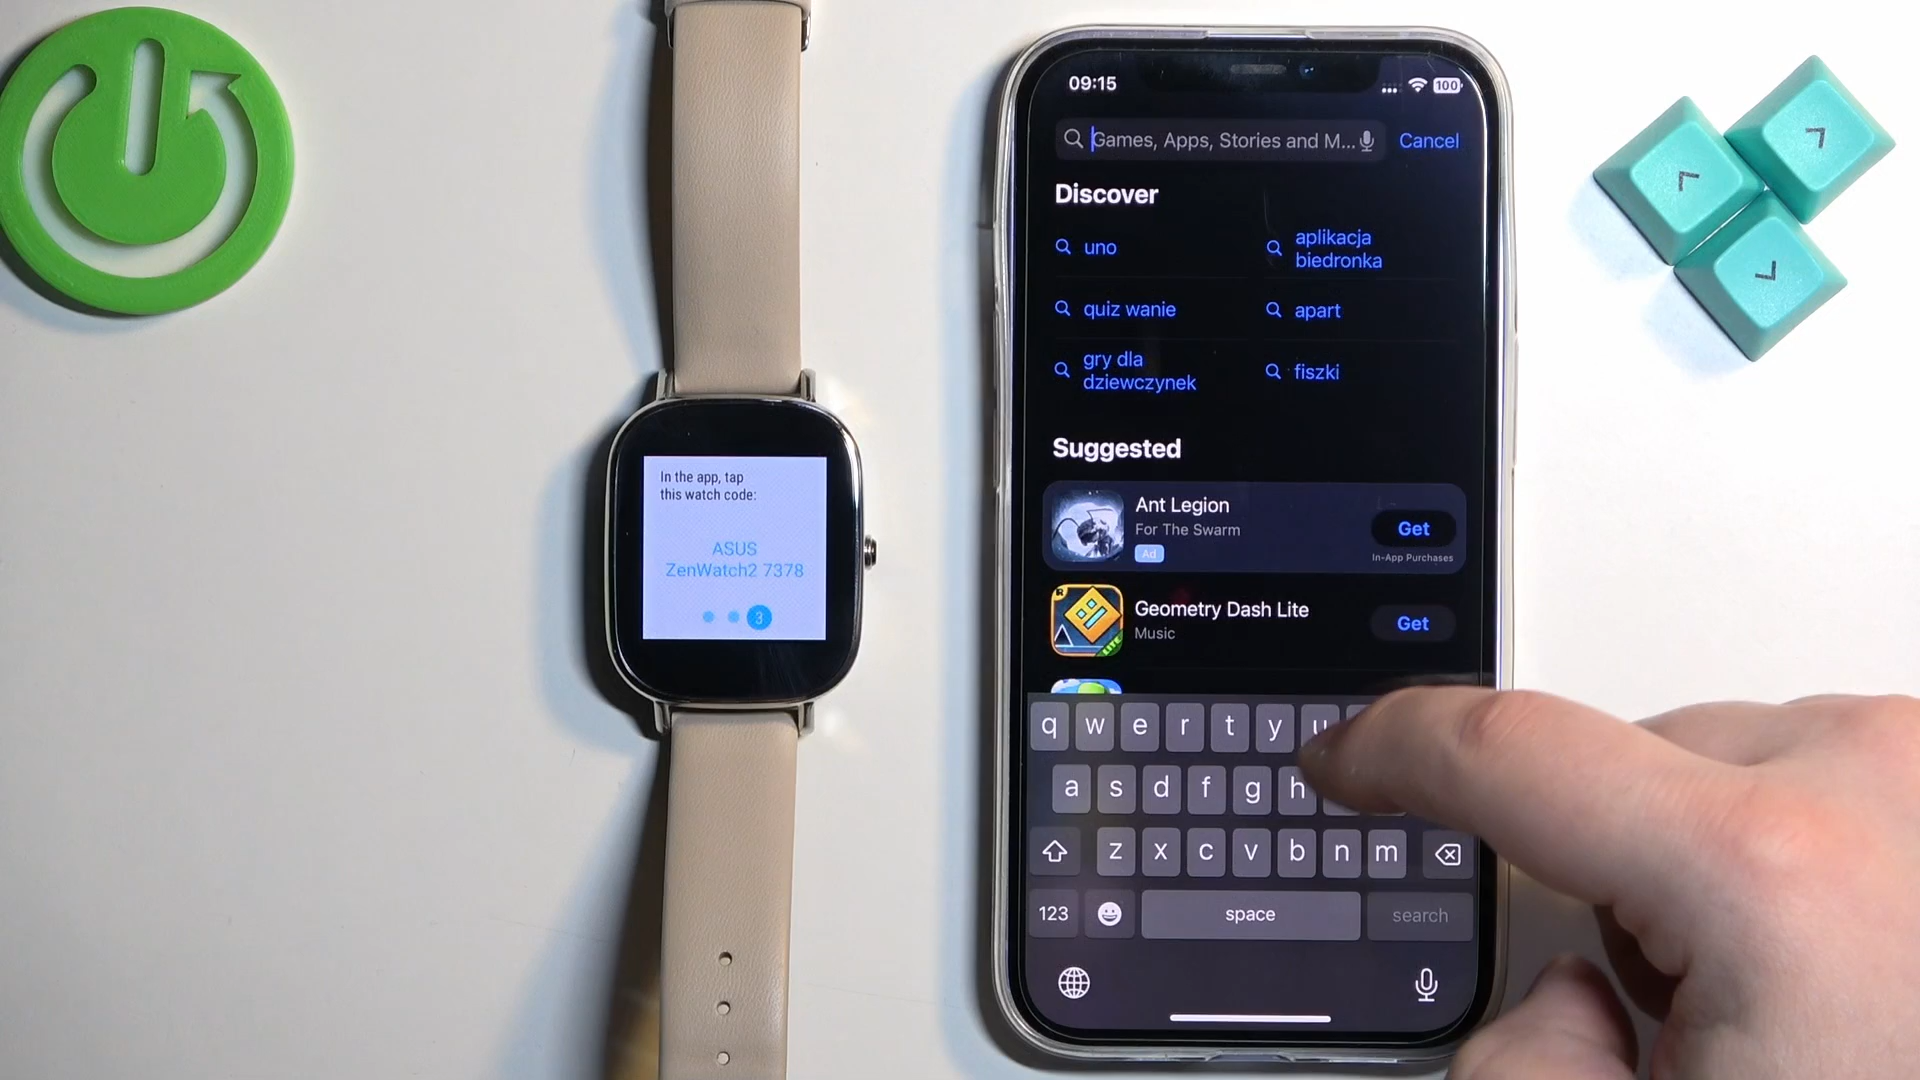 09:15
100
Games, Apps, Stories and M...
Cancel
Discover
uno
aplikacja
biedronka
quiz wanie
apart
gry dla
dziewczynek
fiszki
Suggested
Ant Legion
For The Swarm
Ad
Get
In-App Purchases
Geometry Dash Lite
Music
Get
q w e r t y u
a s d f g h
z x c v b n m
123
space
search
In the app, tap
this watch code:
ASUS
ZenWatch2 7378
3